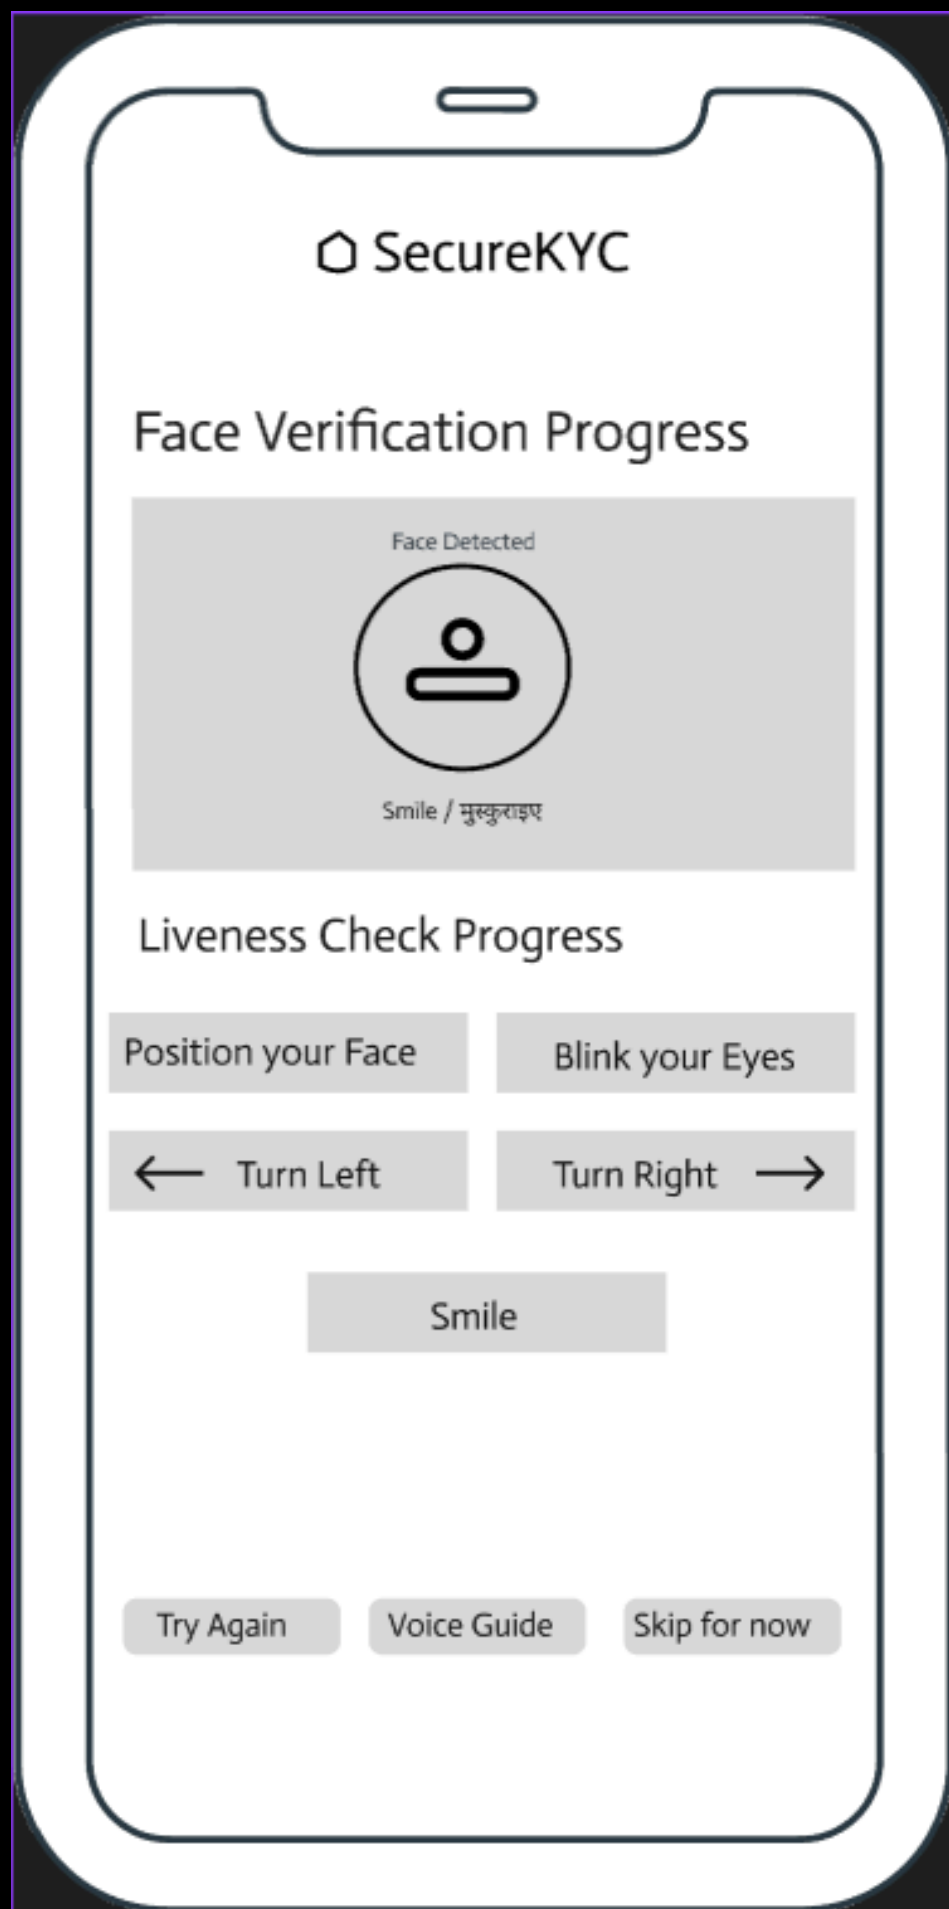 SecureKYC
Face Verification Progress
Face Detected
Smile / मुस्कुराइए
Liveness Check Progress
Position your Face
Blink your Eyes
← Turn Left
Turn Right →
Smile
Try Again
Voice Guide
Skip for now